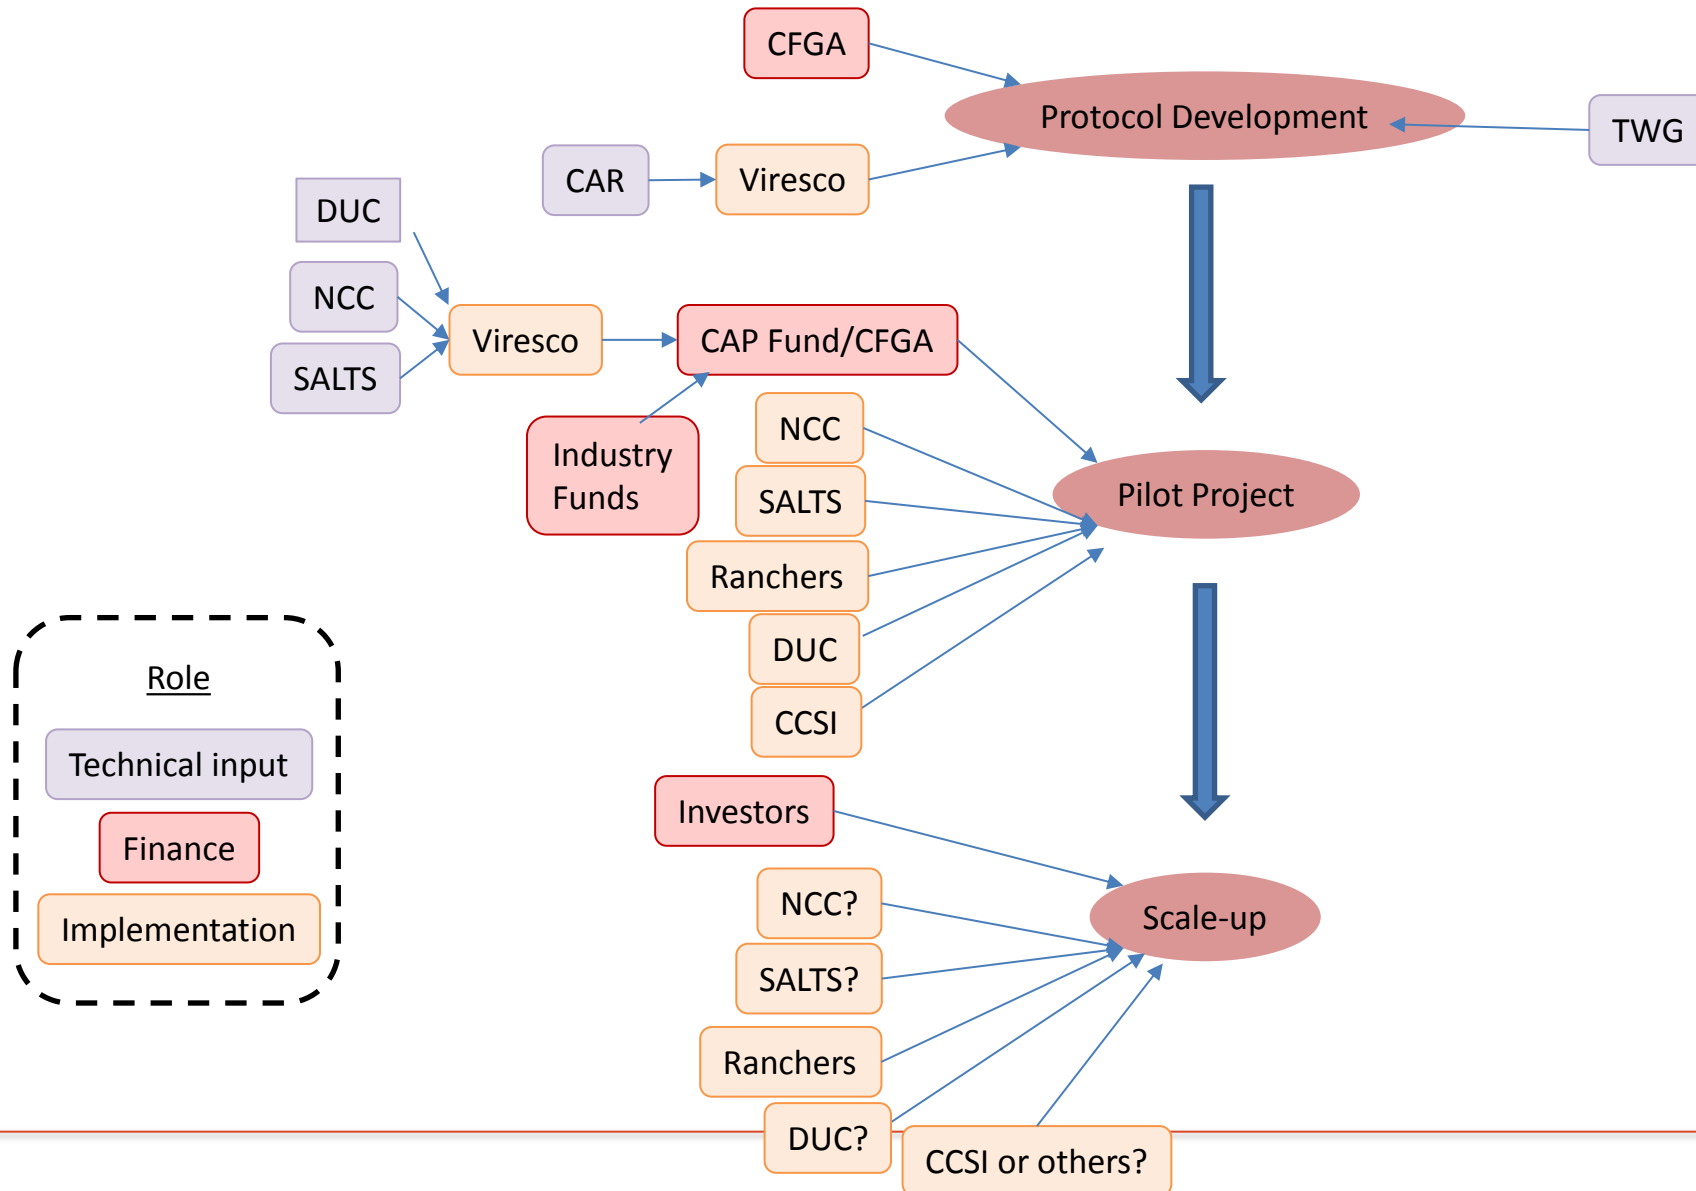 CFGA
Protocol Development
TWG
CAR
Viresco
DUC
NCC
SALTS
Viresco
CAP Fund/CFGA
Industry
Funds
NCC
SALTS
Ranchers
DUC
CCSI
Pilot Project
Role
Technical input
Finance
Implementation
Investors
NCC?
SALTS?
Ranchers
DUC?
CCSI or others?
Scale-up